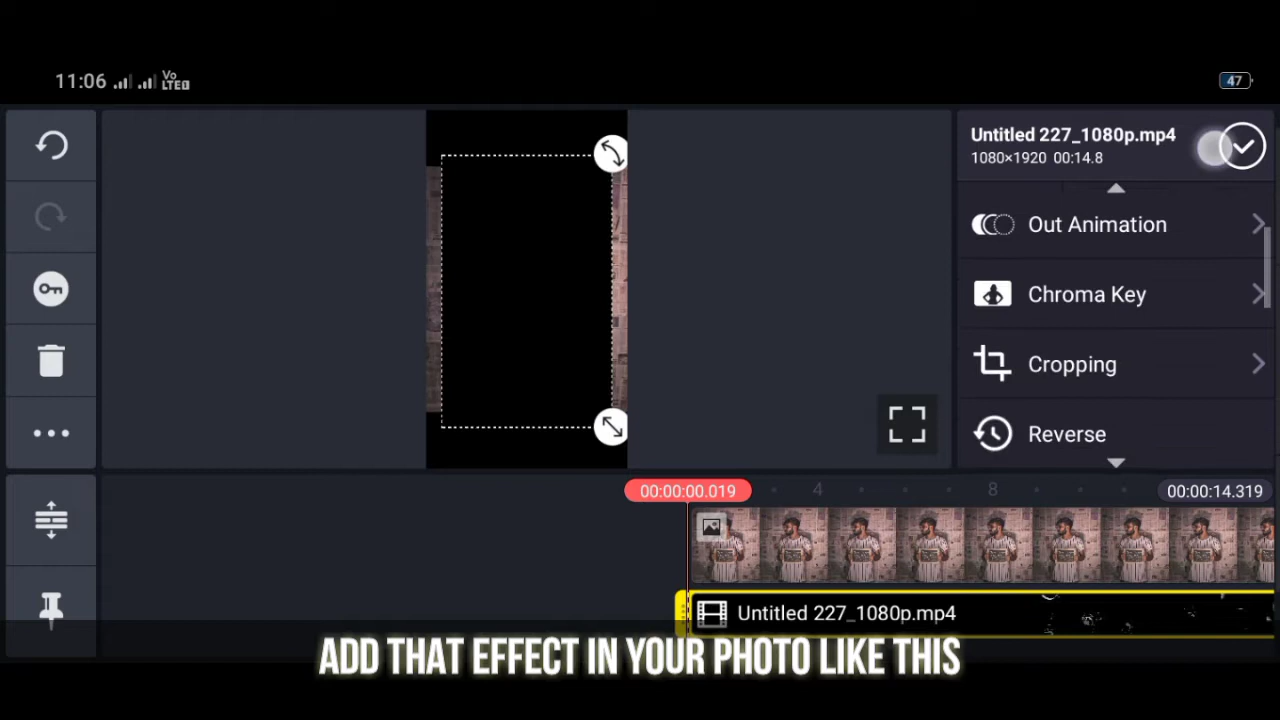 11:06
Vo
LTE
47
Untitled 227_1080p.mp4
1080×1920 00:14.8
Out Animation
Chroma Key
Cropping
Reverse
00:00:00.019
4
8
00:00:14.319
Untitled 227_1080p.mp4
ADD THAT EFFECT IN YOUR PHOTO LIKE THIS